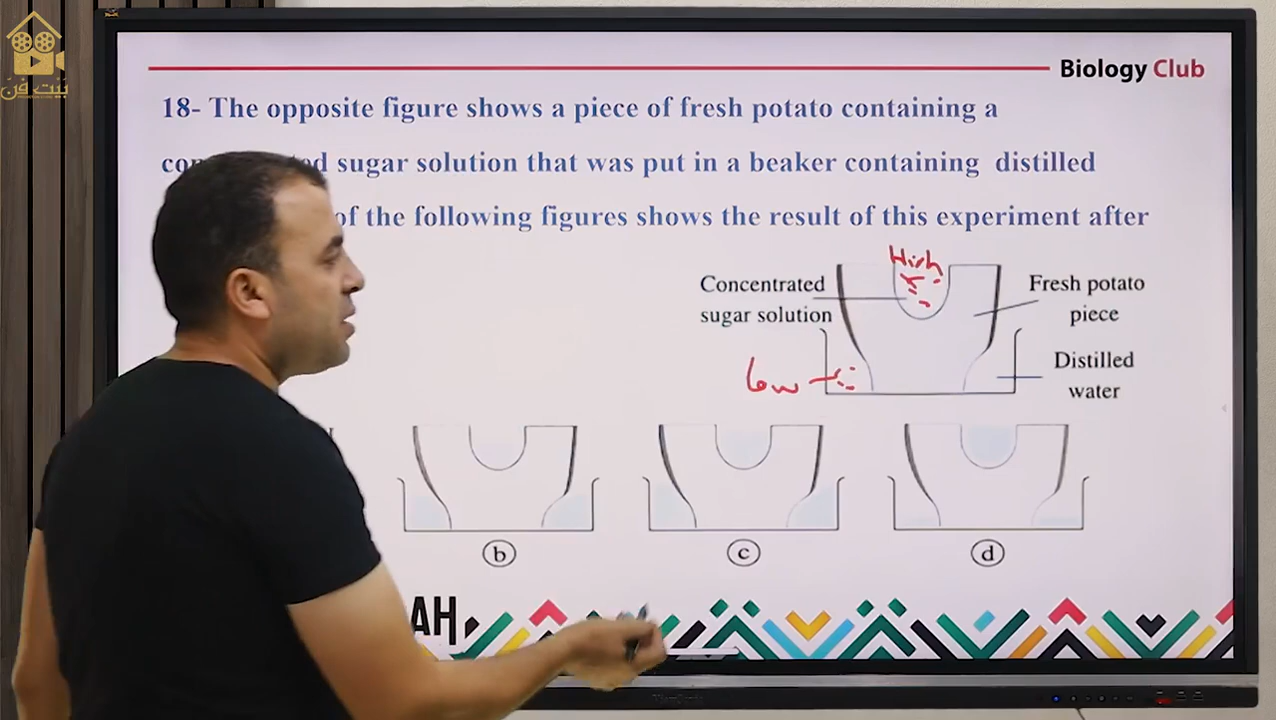 بَيْت فَنّ
Biology Club
18- The opposite figure shows a piece of fresh potato containing a
sugar solution that was put in a beaker containing distilled
of the following figures shows the result of this experiment after
High
Concentrated
sugar solution
Fresh potato
piece
Low
Distilled
water
b
c
d
AH